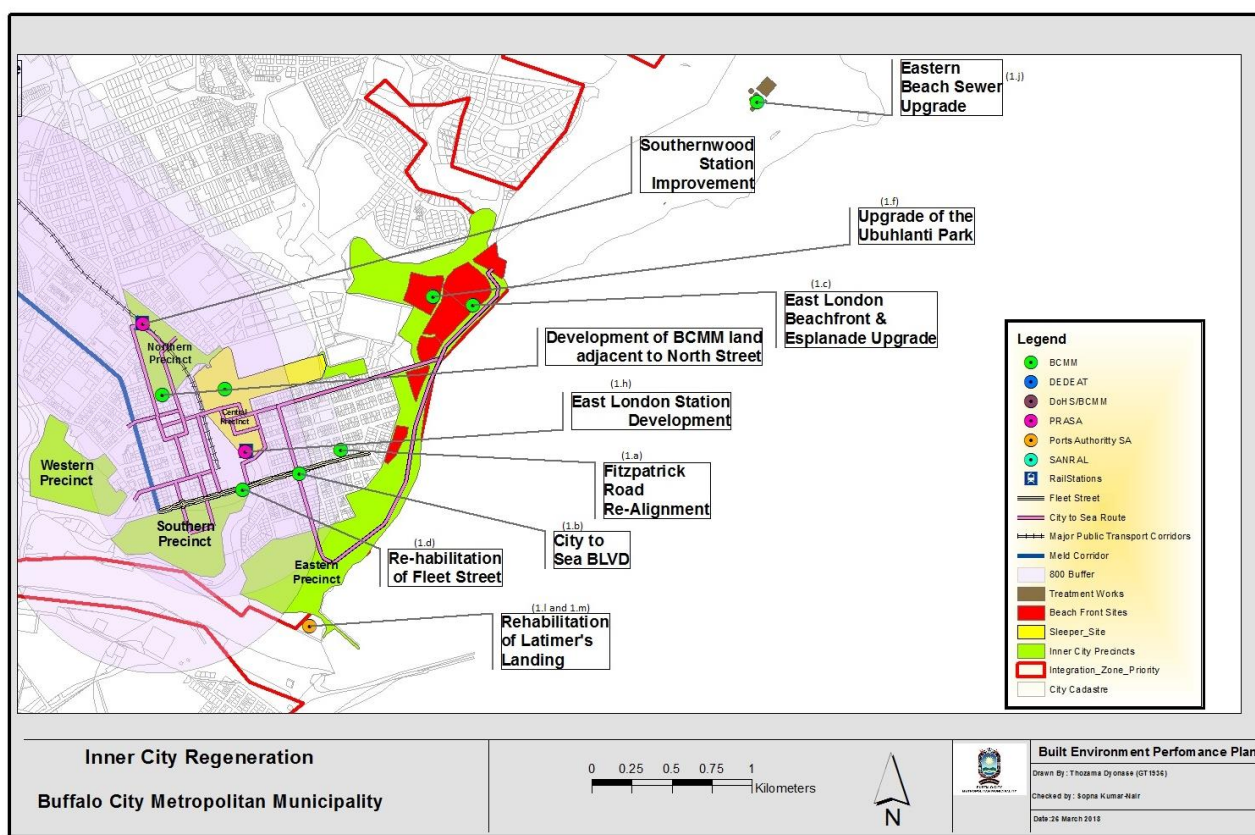 Eastern
Beach Sewer
Upgrade
(1.j)
Southernwood
Station
Improvement
(1.f)
Upgrade of the
Ubuhlanti Park
(1.c)
East London
Beachfront &
Esplanade Upgrade
Development of BCMM land
adjacent to North Street
(1.h)
East London Station
Development
(1.a)
Fitzpatrick
Road
Re-Alignment
(1.b)
City to
Sea BLVD
(1.d)
Re-habilitation
of Fleet Street
(1.l and 1.m)
Rehabilitation
of Latimer's
Landing
Northern
Precinct
Central
Precinct
Western
Precinct
Southern
Precinct
Eastern
Precinct
Legend
BCMM
DEDEAT
DoHS/BCMM
PRASA
Ports Authoritty SA
SANRAL
RailStations
Fleet Street
City to Sea Route
Major Public Transport Corridors
Meld Corridor
800 Buffer
Treatment Works
Beach Front Sites
Sleeper_Site
Inner City Precincts
Integration_Zone_Priority
City Cadastre
Inner City Regeneration
Buffalo City Metropolitan Municipality
0 0.25 0.5 0.75 1
Kilometers
N
Built Environment Perfomance Plan
Drawn By: Thozama Dyonase (GT1936)
Checked by: Sopna Kumar-Nair
Date:26 March 2018